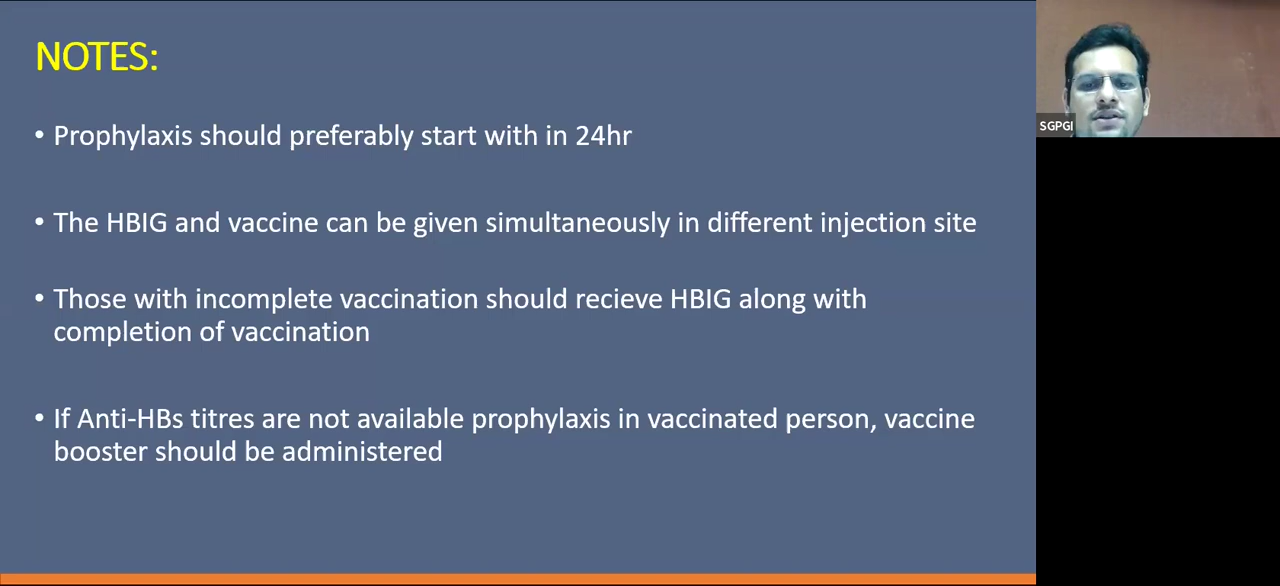 NOTES:
• Prophylaxis should preferably start with in 24hr
• The HBIG and vaccine can be given simultaneously in different injection site
• Those with incomplete vaccination should recieve HBIG along with
completion of vaccination
• If Anti-HBs titres are not available prophylaxis in vaccinated person, vaccine
booster should be administered
SGPGI